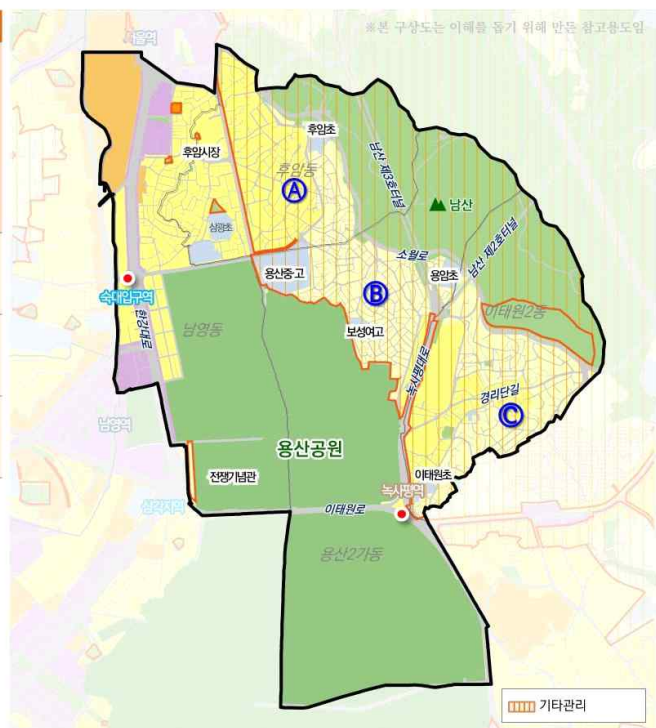 ※본 구상도는 이해를 돕기 위해 만든 참고용도임
서울역
후암초
후암시장
후암동
Ⓐ
남산 제3호터널
남산
삼광초
소월로
남산 제2호터널
용산중·고
용암초
숙대입구역
Ⓑ
이태원2동
한강대로
남영동
보성여고
녹사평대로
경리단길
Ⓒ
남영역
용산공원
전쟁기념관
이태원초
녹사평역
삼각지역
이태원로
용산2가동
기타관리